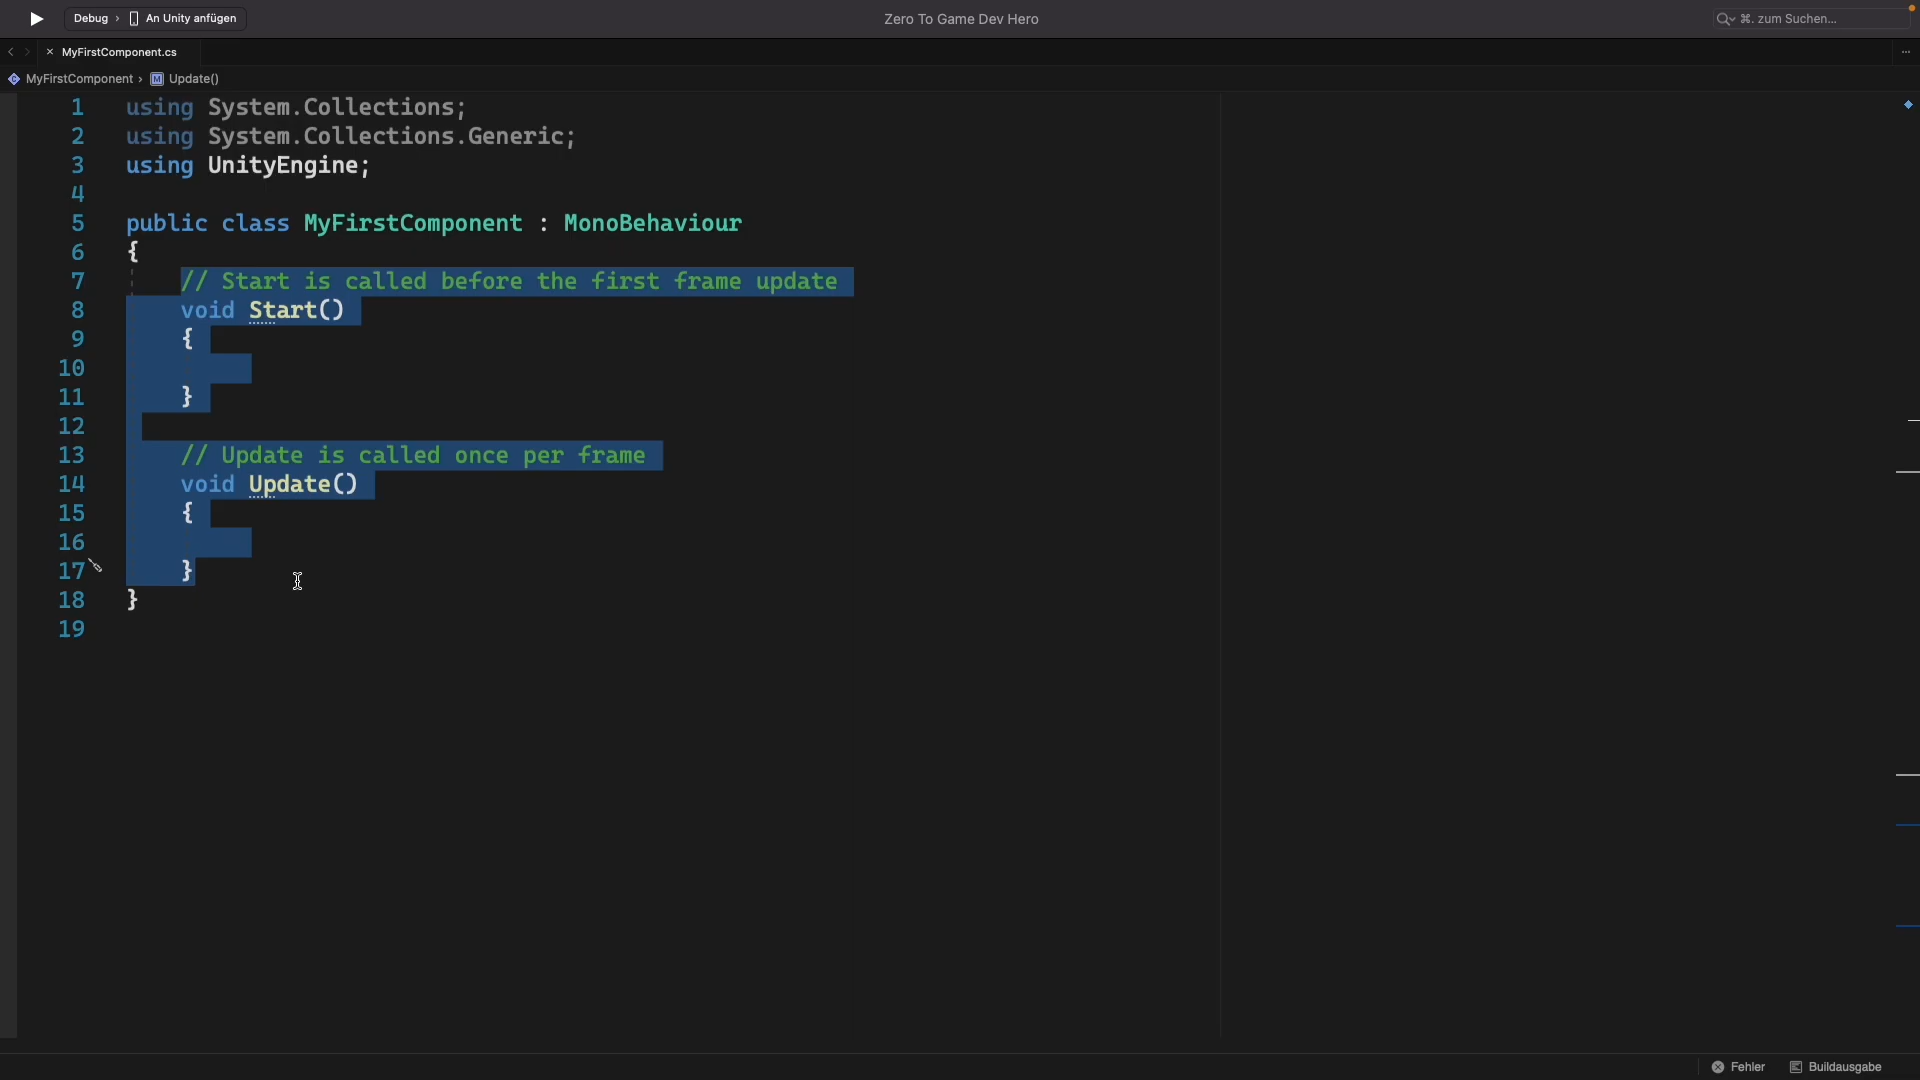 Debug › An Unity anfügen
Zero To Game Dev Hero
⌘. zum Suchen...
MyFirstComponent.cs
MyFirstComponent › M Update()
1 using System.Collections;
2 using System.Collections.Generic;
3 using UnityEngine;
4
5 public class MyFirstComponent : MonoBehaviour
6 {
7 // Start is called before the first frame update
8 void Start()
9 {
10
11 }
12
13 // Update is called once per frame
14 void Update()
15 {
16
17 }
18 }
19
Fehler
Buildausgabe